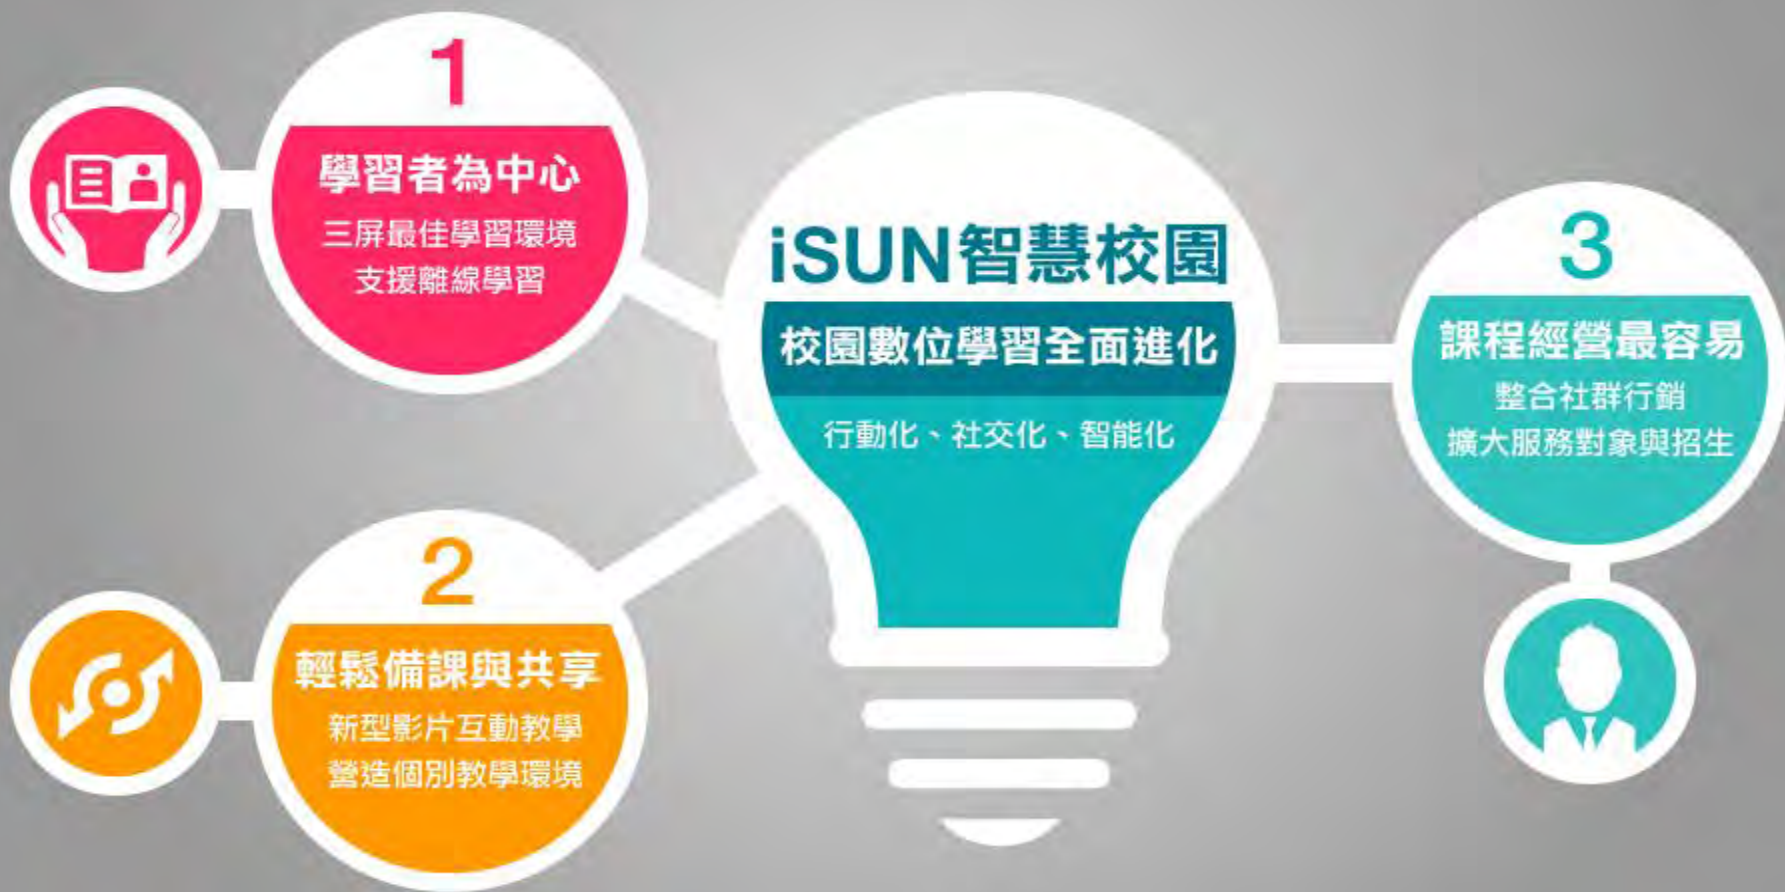 1
學習者為中心
三屏最佳學習環境
支援離線學習
iSUN智慧校園
校園數位學習全面進化
行動化、社交化、智能化
2
輕鬆備課與共享
新型影片互動教學
營造個別教學環境
3
課程經營最容易
整合社群行銷
擴大服務對象與招生